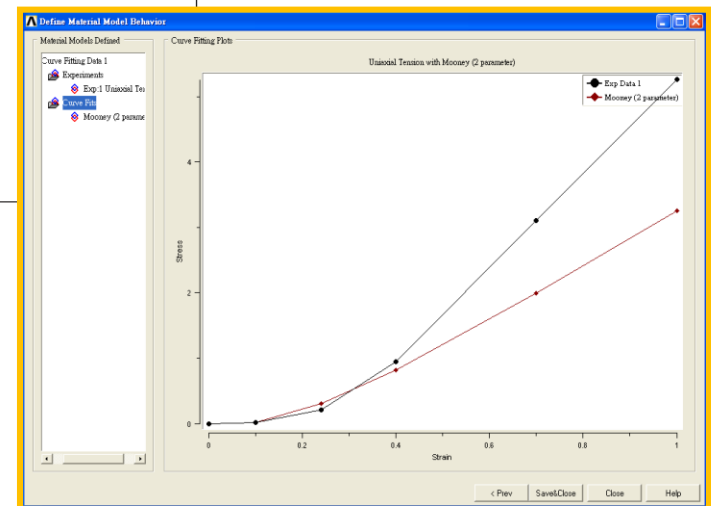 Define Material Model Behavior
Material Models Defined
Curve Fitting Data 1
Experiments
Exp:1 Uniaxial Ten
Curve Fits
Mooney (2 parame
Curve Fitting Plots
Uniaxial Tension with Mooney (2 parameter)
Exp Data 1
Mooney (2 parameter)
Stress
4
2
0
0
0.2
0.4
0.6
0.8
1
Strain
< Prev
Save&Close
Close
Help